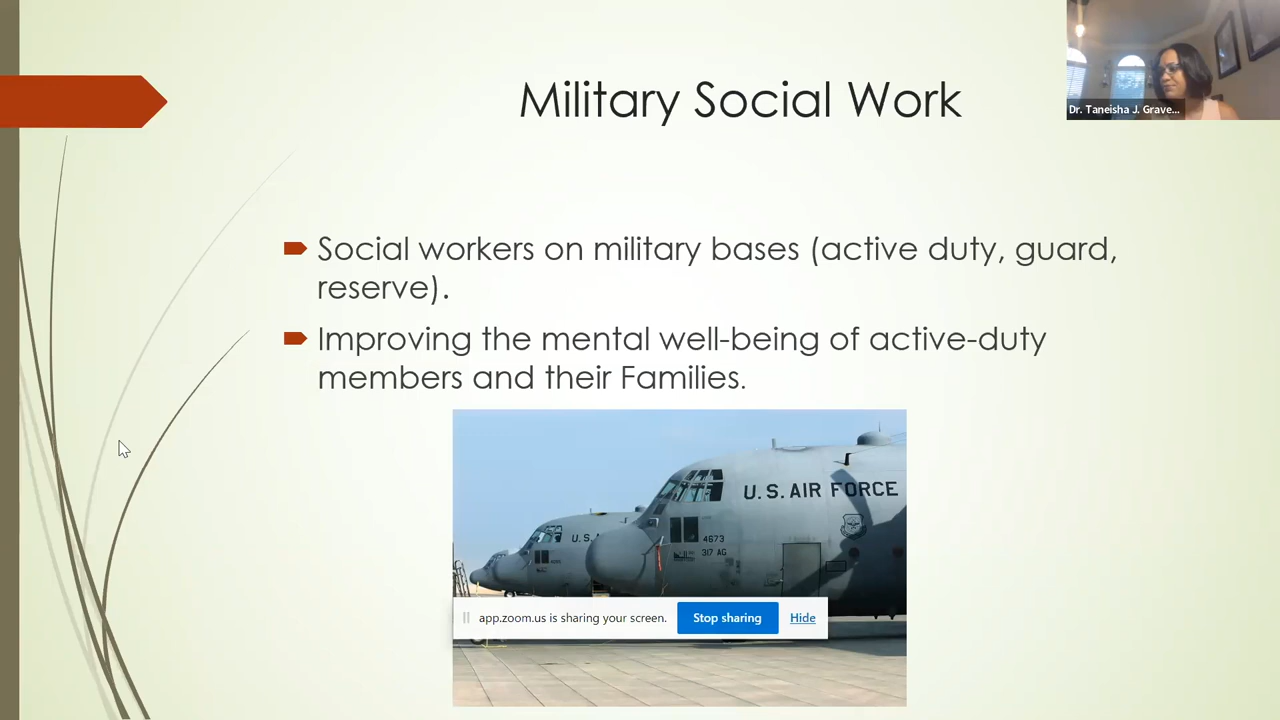 Military Social Work
Dr. Taneisha J. Grave...
Social workers on military bases (active duty, guard,
reserve).
Improving the mental well-being of active-duty
members and their Families.
U.S. AIR FORCE
U.S.
4673
317 AG
app.zoom.us is sharing your screen.
Stop sharing
Hide